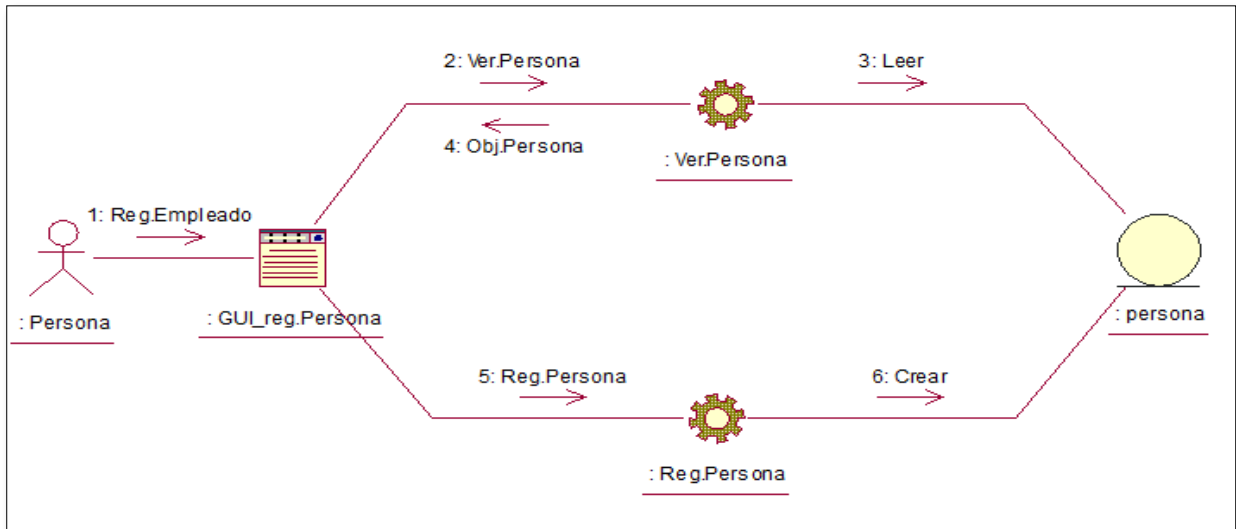 2: Ver.Persona
3: Leer
4: Obj.Persona
: Ver.Persona
1: Reg.Empleado
: Persona
: GUI_reg.Persona
: persona
5: Reg.Persona
6: Crear
: Reg.Persona